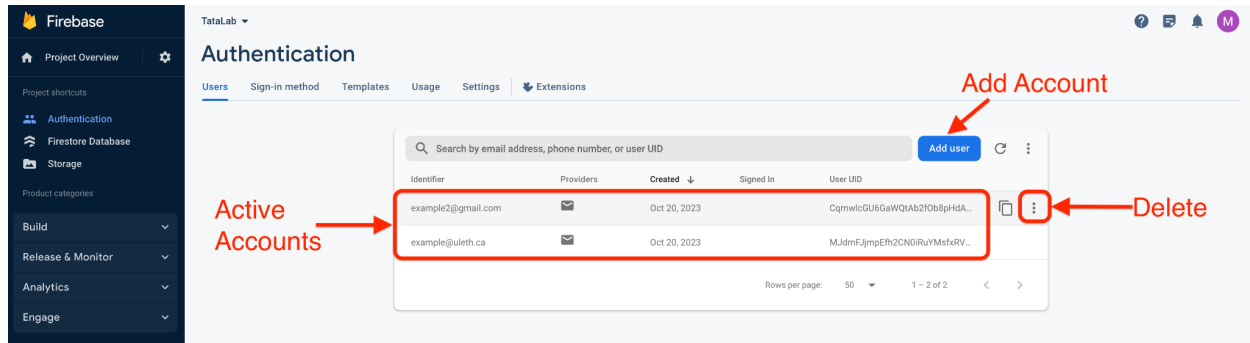 Firebase
TataLab
M
Project Overview
Authentication
Users Sign-in method Templates Usage Settings Extensions
Add Account
Project shortcuts
Authentication
Firestore Database
Storage
Product categories
Build
Release & Monitor
Analytics
Engage
Search by email address, phone number, or user UID
Add user
Identifier Providers Created Signed In User UID
example2@gmail.com Oct 20, 2023 CqmwlcGU6GaWQtAb2fOb8pHdA...
example@uleth.ca Oct 20, 2023 MJdmFJjmpEfh2CN0iRuYMsfxRV...
Active
Accounts
Delete
Rows per page: 50 1 – 2 of 2